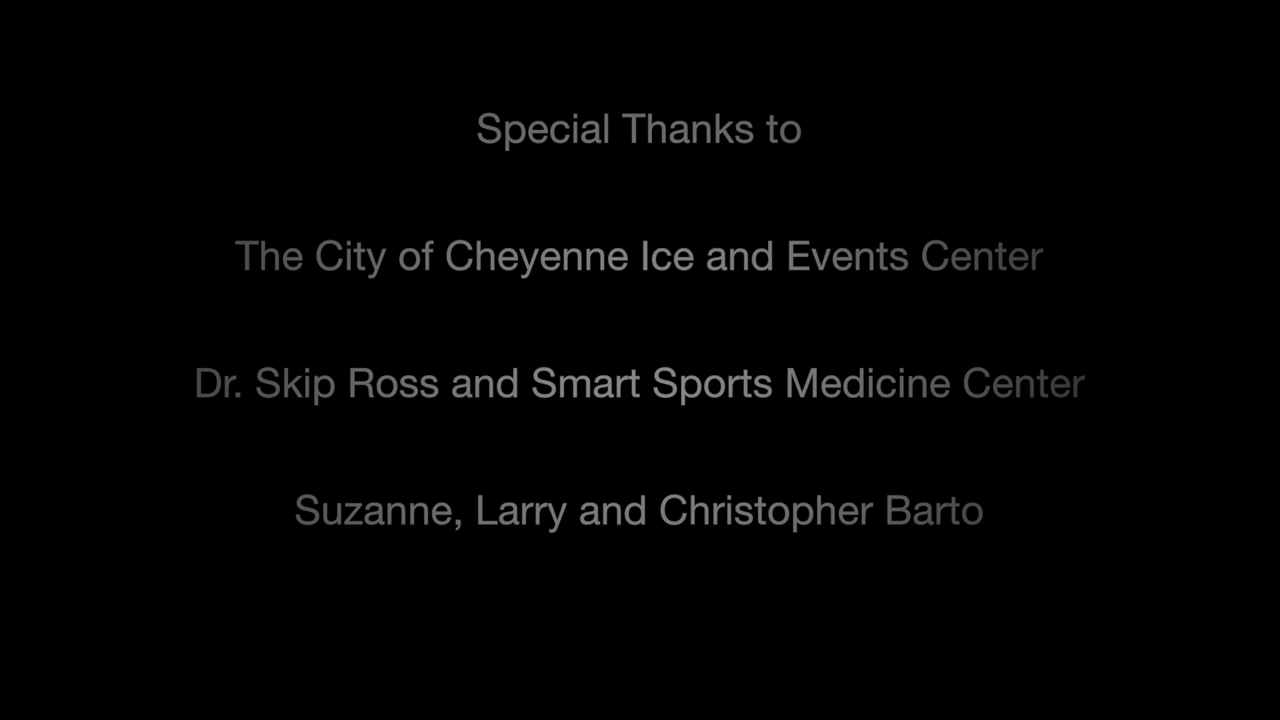 Special Thanks to
The City of Cheyenne Ice and Events Center
Dr. Skip Ross and Smart Sports Medicine Center
Suzanne, Larry and Christopher Barto